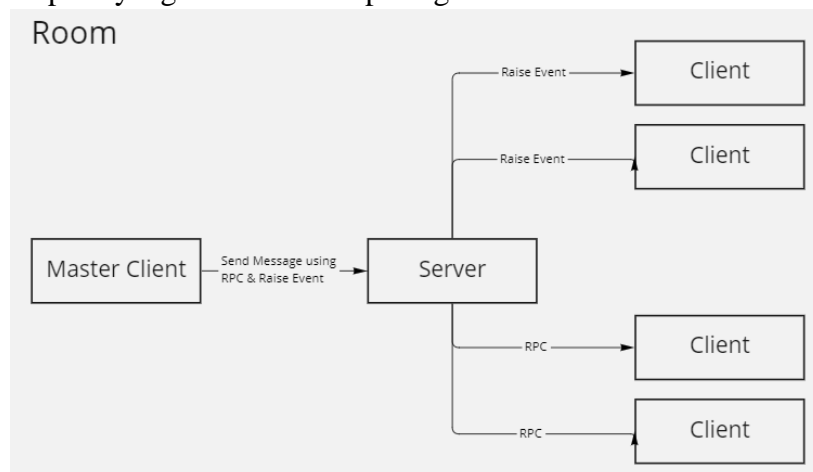 Room
Raise Event
Client
Raise Event
Client
Master Client
Send Message using
RPC & Raise Event
Server
RPC
Client
RPC
Client